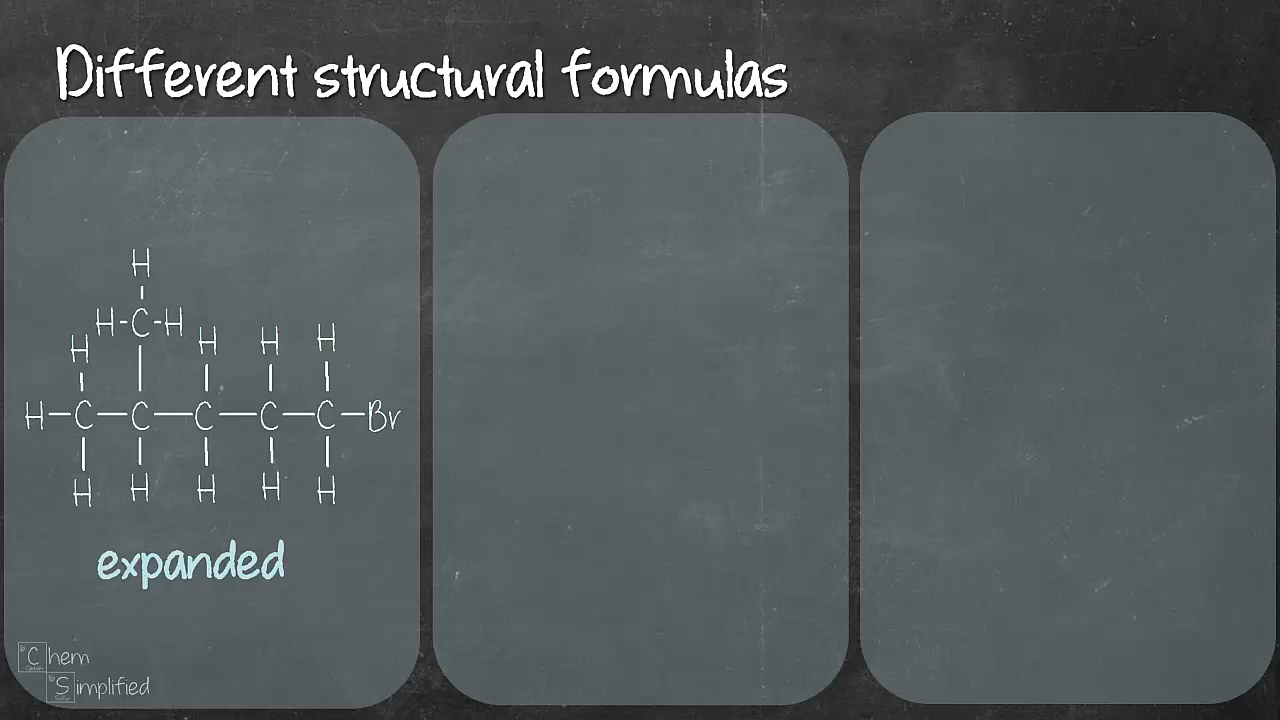 Different structural formulas
H
H-C-H
H H H H
H-C-C-C-C-C-Br
H H H H H
expanded
Chem
Simplified